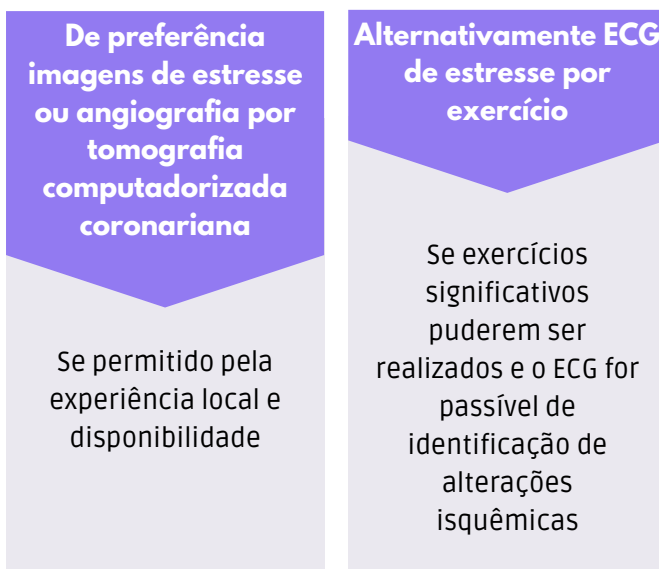 De preferência
imagens de estresse
ou angiografia por
tomografia
computadorizada
coronariana
Se permitido pela
experiência local e
disponibilidade
Alternativamente ECG
de estresse por
exercício
Se exercícios
significativos
puderem ser
realizados e o ECG for
passível de
identificação de
alterações
isquêmicas